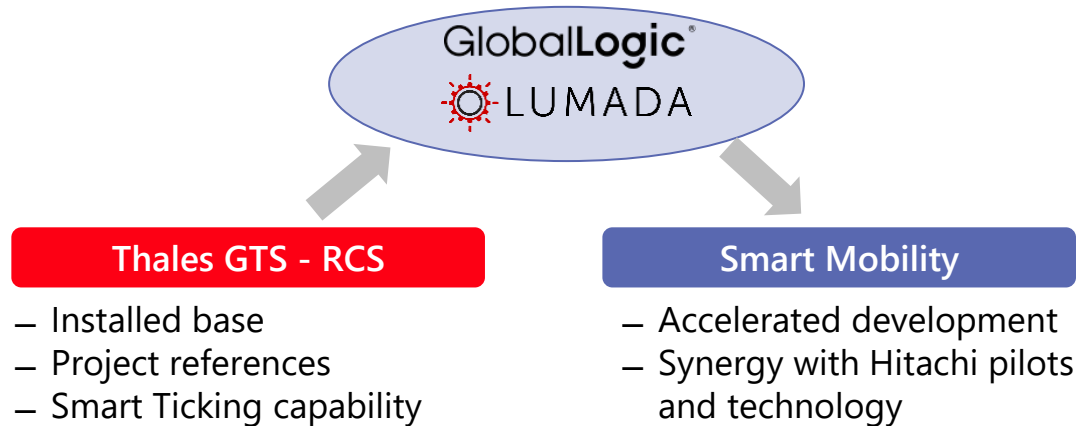 GlobalLogic®
LUMADA
Thales GTS - RCS
– Installed base
– Project references
– Smart Ticking capability
Smart Mobility
– Accelerated development
– Synergy with Hitachi pilots
and technology